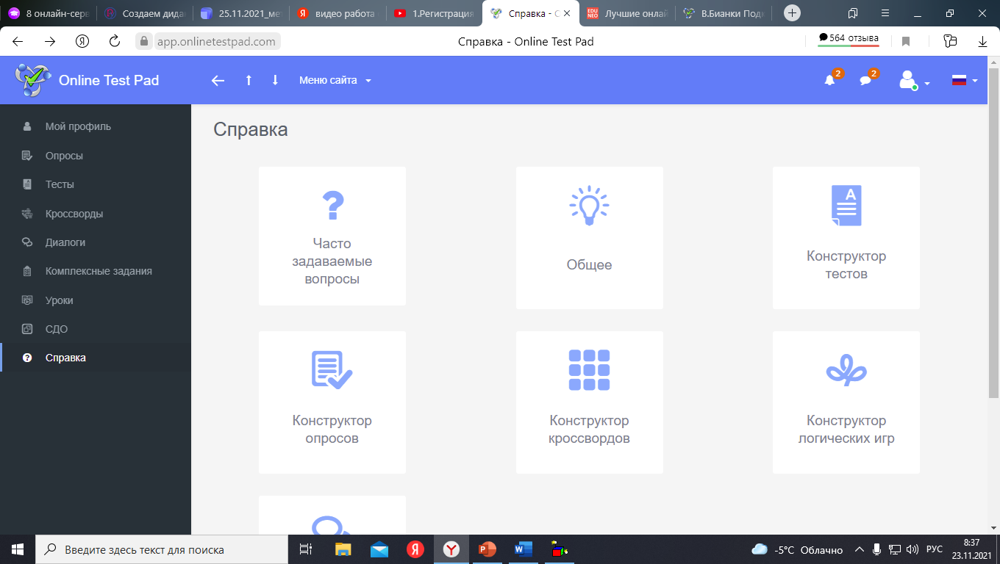 8 онлайн-серв
Создаем дидак
25.11.2021_мет
видео работа
1.Регистрация
Справка - O
Лучшие онлай
В.Бианки Подк
app.onlinetestpad.com
Справка - Online Test Pad
564 отзыва
Online Test Pad
Меню сайта
2
2
Мой профиль
Опросы
Тесты
Кроссворды
Диалоги
Комплексные задания
Уроки
СДО
Справка
Справка
Часто
задаваемые
вопросы
Общее
Конструктор
тестов
Конструктор
опросов
Конструктор
кроссвордов
Конструктор
логических игр
Введите здесь текст для поиска
-5°C Облачно
РУС
8:37
23.11.2021